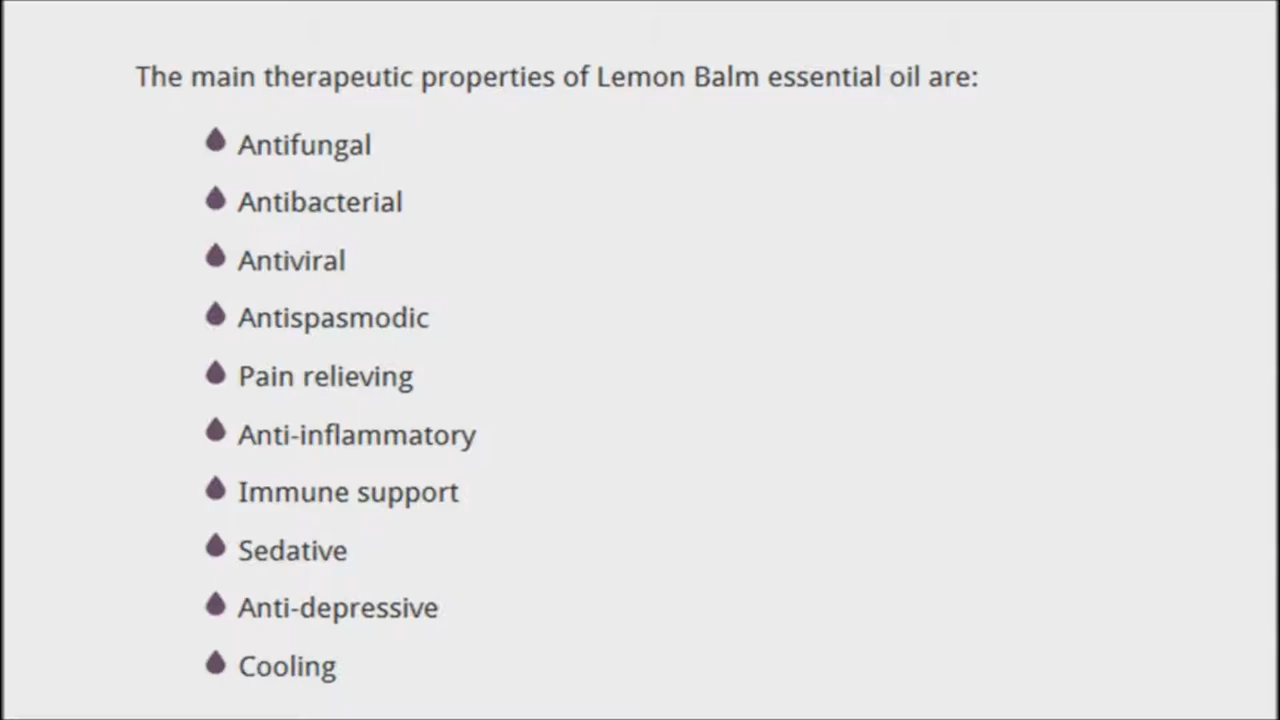 The main therapeutic properties of Lemon Balm essential oil are:
Antifungal
Antibacterial
Antiviral
Antispasmodic
Pain relieving
Anti-inflammatory
Immune support
Sedative
Anti-depressive
Cooling